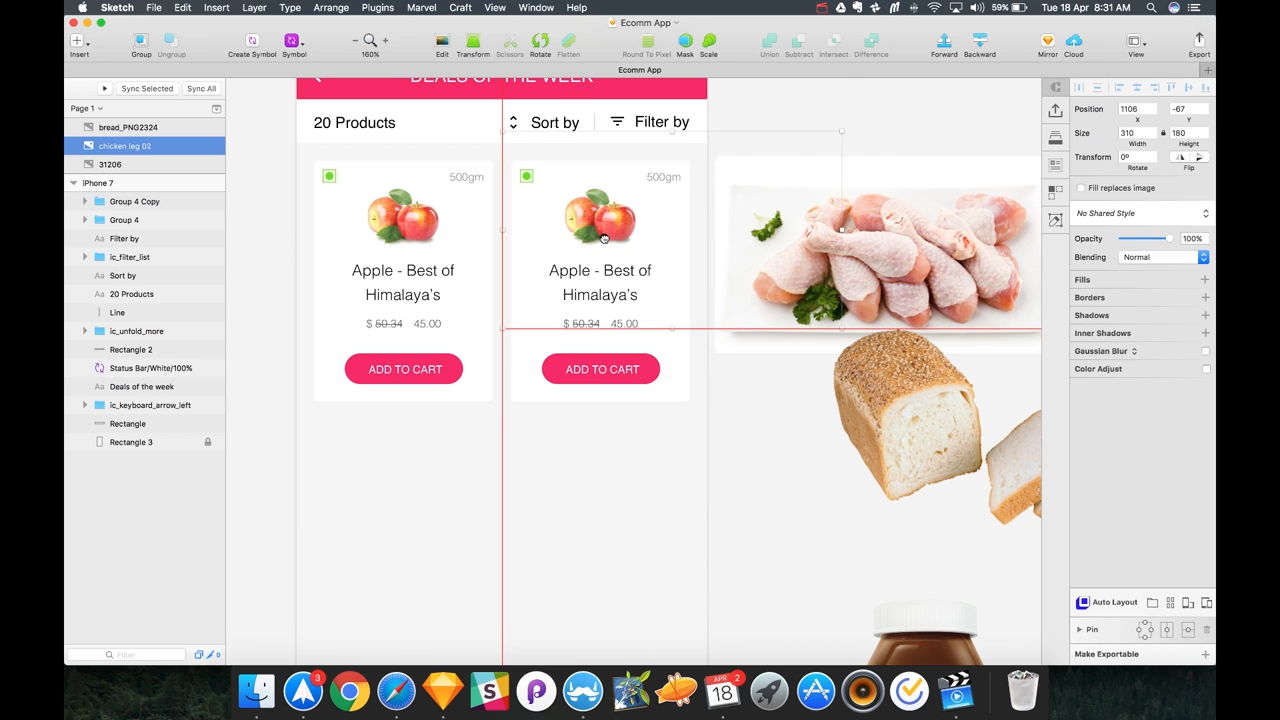 Sketch File Edit Insert Layer Type Arrange Plugins Marvel Craft View Window Help 59% Tue 18 Apr 8:31 AM
Ecomm App
Insert Group Ungroup Create Symbol Symbol 160% Edit Transform Scissors Rotate Flatten Round To Pixel Mask Scale Union Subtract Intersect Difference Forward Backward Mirror Cloud View Export
Ecomm App
Sync Selected Sync All
Page 1
bread_PNG2324
chicken leg 02
31206
iPhone 7
Group 4 Copy
Group 4
Filter by
ic_filter_list
Sort by
20 Products
Line
ic_unfold_more
Rectangle 2
Status Bar/White/100%
Deals of the week
ic_keyboard_arrow_left
Rectangle
Rectangle 3
Filter
0
DEALS OF THE WEEK
20 Products
Sort by
Filter by
500gm
Apple - Best of
Himalaya's
$ 50.34 45.00
ADD TO CART
500gm
Apple - Best of
Himalaya's
$ 50.34 45.00
ADD TO CART
Position 1106 -67
X Y
Size 310 180
Width Height
Transform 0º
Rotate Flip
Fill replaces image
No Shared Style
Opacity 100%
Blending Normal
Fills
Borders
Shadows
Inner Shadows
Gaussian Blur
Color Adjust
Auto Layout
Pin
Make Exportable
3
APR 2
18